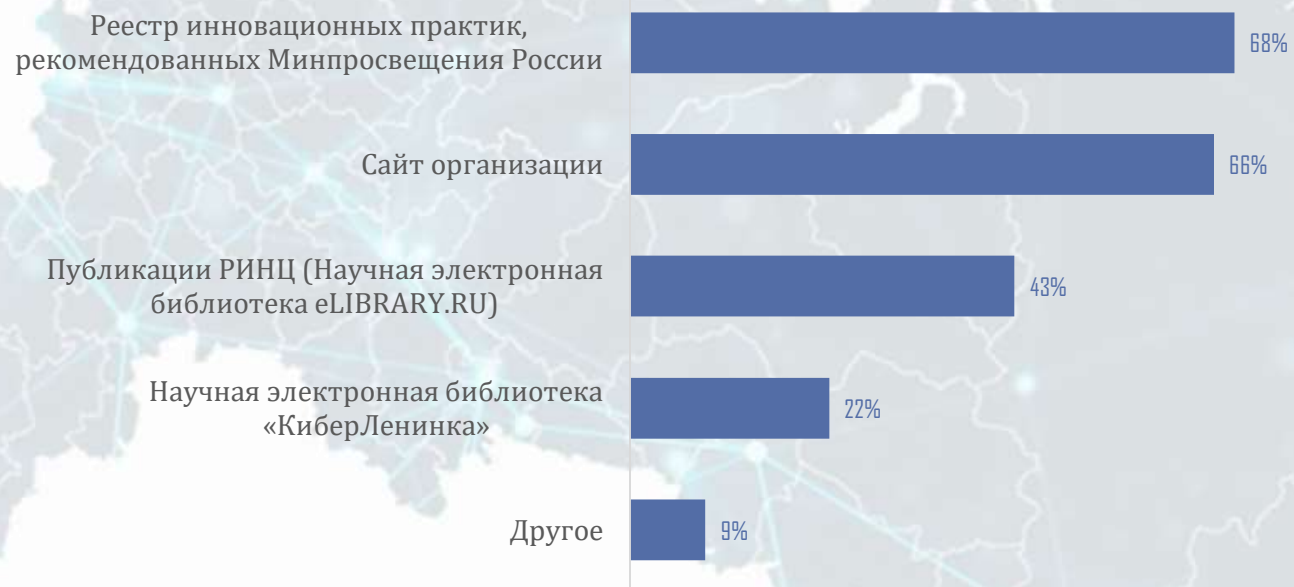 Реестр инновационных практик,
рекомендованных Минпросвещения России
68%
Сайт организации
66%
Публикации РИНЦ (Научная электронная
библиотека eLIBRARY.RU)
43%
Научная электронная библиотека
«КиберЛенинка»
22%
Другое
9%